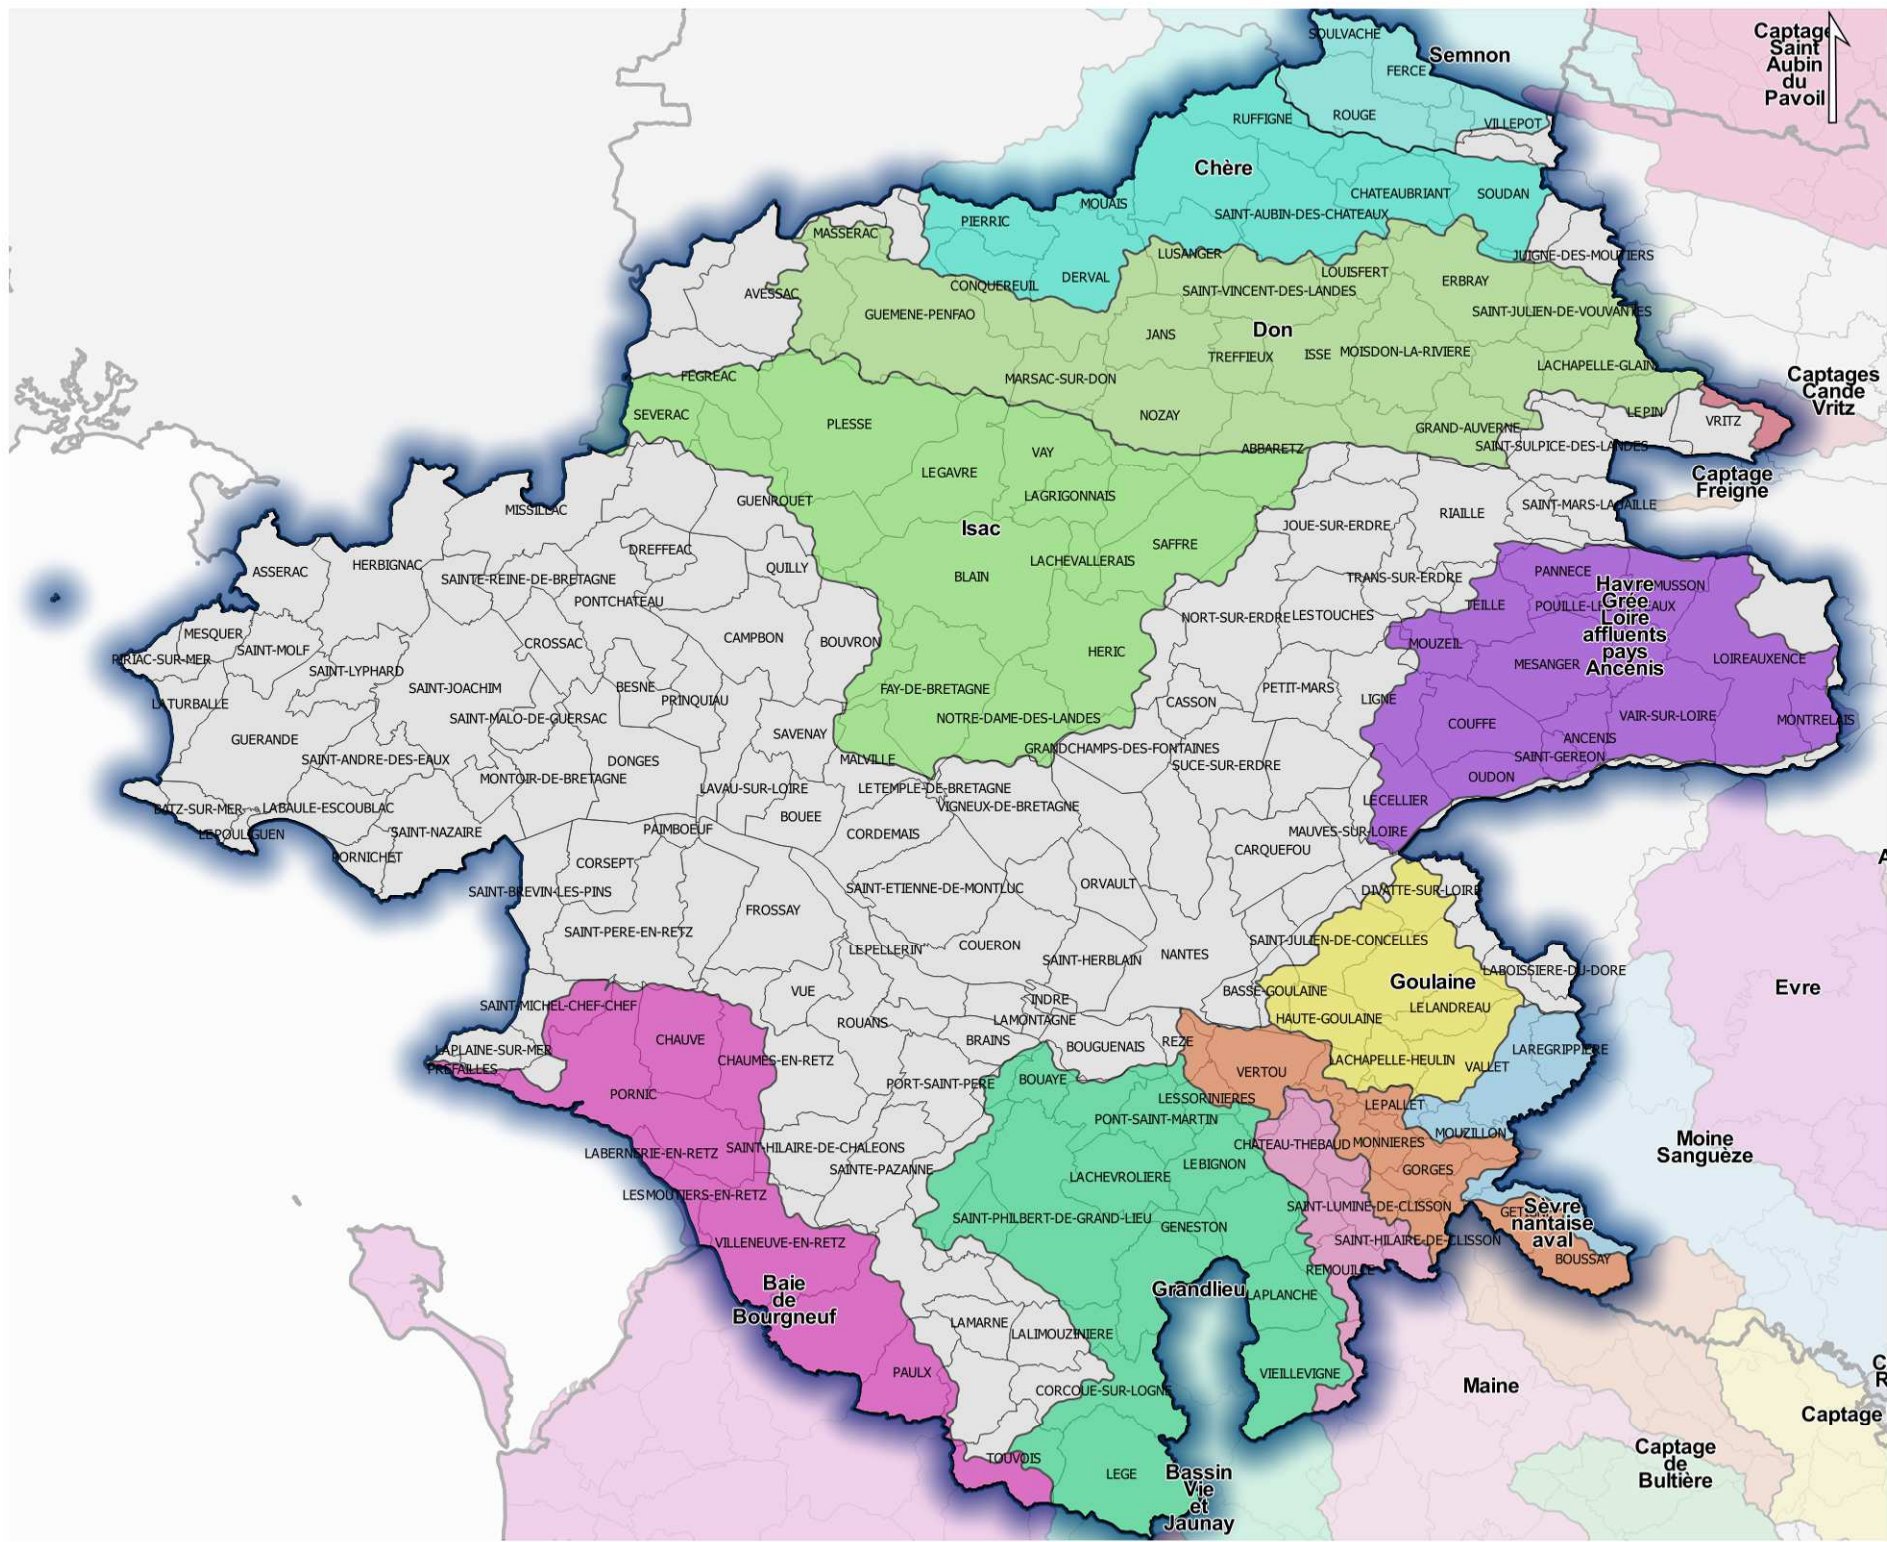 SOULVACHE
Semnon
Captage
Saint
Aubin
du
Pavoil
FERCE
RUFFIGNE
ROUGE
VILLEPOT
Chère
MOUAIS
CHATEAUBRIANT
SOUDAN
PIERRIC
SAINT-AUBIN-DES-CHATEAUX
MASSERAC
LUSANGER
JUIGNE-DES-MOUTIERS
DERVAL
LOUISFERT
ERBRAY
CONQUEREUIL
AVESSAC
SAINT-VINCENT-DES-LANDES
GUEMENE-PENFAO
SAINT-JULIEN-DE-VOUVANTES
JANS
Don
TREFFIEUX
ISSE
MOISDON-LA-RIVIERE
LACHAPELLE-GLAIN
FEGREAC
MARSAC-SUR-DON
Captages
Cande
Vritz
SEVERAC
PLESSE
NOZAY
LEPIN
VRITZ
GRAND-AUVERNE
ABBARETZ
SAINT-SULPICE-DES-LANDES
VAY
LEGAVRE
Captage
Freigne
LAGRIGONNAIS
GUENROUET
MISSILLAC
RIAILLE
SAINT-MARS-LAJAILLE
Isac
JOUE-SUR-ERDRE
SAFFRE
DREFFEAC
HERBIGNAC
ASSERAC
QUILLY
BLAIN
LACHEVALLERAIS
PANNECE
SAINTE-REINE-DE-BRETAGNE
TRANS-SUR-ERDRE
MUSSON
Havre
Grée
Loire
affluents
pays
Ancenis
PONTCHATEAU
TEILLE
NORT-SUR-ERDRE
LESTOUCHES
MESQUER
CROSSAC
CAMPBON
BOUVRON
MOUZEIL
SAINT-MOLF
HERIC
PIRIAC-SUR-MER
SAINT-LYPHARD
MESANGER
LOIREAUXENCE
SAINT-JOACHIM
BESNE
PRINQUIAU
FAY-DE-BRETAGNE
PETIT-MARS
LIGNE
LATURBALLE
CASSON
SAINT-MALO-DE-GUERSAC
NOTRE-DAME-DES-LANDES
COUFFE
VAIR-SUR-LOIRE
MONTRELAIS
GUERANDE
SAVENAY
ANCENIS
GRANDCHAMPS-DES-FONTAINES
SAINT-ANDRE-DES-EAUX
DONGES
MALVILLE
SUCE-SUR-ERDRE
SAINT-GEREON
MONTOIR-DE-BRETAGNE
OUDON
LAVAU-SUR-LOIRE
LETEMPLE-DE-BRETAGNE
LECELLIER
BATZ-SUR-MER
LABAULE-ESCOUBLAC
VIGNEUX-DE-BRETAGNE
BOUEE
LEPOULIGUEN
SAINT-NAZAIRE
PAIMBOEUF
CORDEMAIS
MAUVES-SUR-LOIRE
PORNICHET
CORSEPT
CARQUEFOU
SAINT-BREVIN-LES-PINS
SAINT-ETIENNE-DE-MONTLUC
ORVAULT
DIVATTE-SUR-LOIRE
FROSSAY
SAINT-PERE-EN-RETZ
LEPELLERIN
COUERON
SAINT-JULIEN-DE-CONCELLES
SAINT-HERBLAIN
NANTES
LABOISSIERE-DU-DORE
Goulaine
Evre
VUE
BASSE-GOULAINE
SAINT-MICHEL-CHEF-CHEF
INDRE
LELANDREAU
ROUANS
LAMONTAGNE
HAUTE-GOULAINE
CHAUVE
BRAINS
BOUGUENAIS
REZE
LAPLAINE-SUR-MER
LAREGRIPPIERE
CHAUMES-EN-RETZ
LACHAPELLE-HEULIN
VALLET
PREFAILLES
VERTOU
BOUAYE
PORT-SAINT-PERE
PORNIC
LESSORINIERES
LEPALLET
PONT-SAINT-MARTIN
MOUZILLON
SAINT-HILAIRE-DE-CHALEONS
CHATEAU-THEBAUD
MONNIERES
Moine
Sanguèze
LABERNERIE-EN-RETZ
LEBIGNON
SAINTE-PAZANNE
GORGES
LACHEVROLIERE
LESMOUTIERS-EN-RETZ
SAINT-LUMINE-DE-CLISSON
Sèvre
nantaise
aval
SAINT-PHILBERT-DE-GRAND-LIEU
GENESTON
VILLENEUVE-EN-RETZ
SAINT-HILAIRE-DE-CLISSON
BOUSSAY
REMOUILLE
Baie
de
Bourgneuf
Grandlieu
LAPLANCHE
LAMARNE
LALIMOUZINIERE
PAULX
VIEILLEVIGNE
Maine
CORCOUE-SUR-LOGNE
Captage
TOUVOIS
LEGE
Captage
de
Bultière
Bassin
Vie
et
Jaunay